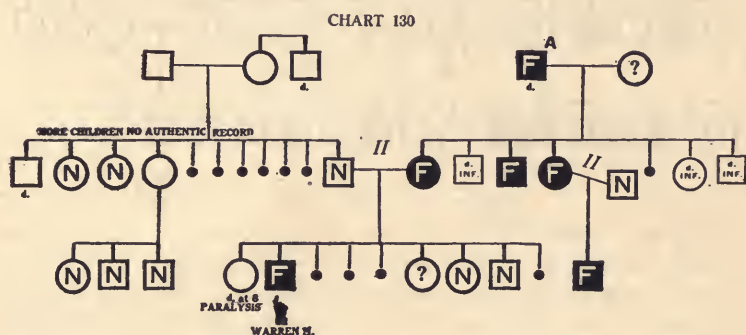 CHART 130
A
F ?
d. d.
MORE CHILDREN NO AUTHENTIC RECORD
II
II
N N N F d. INF. F F N d. INF. d. INF.
d.
N N N F ? N N F
d. at 6
PARALYSIS
WARREN N.